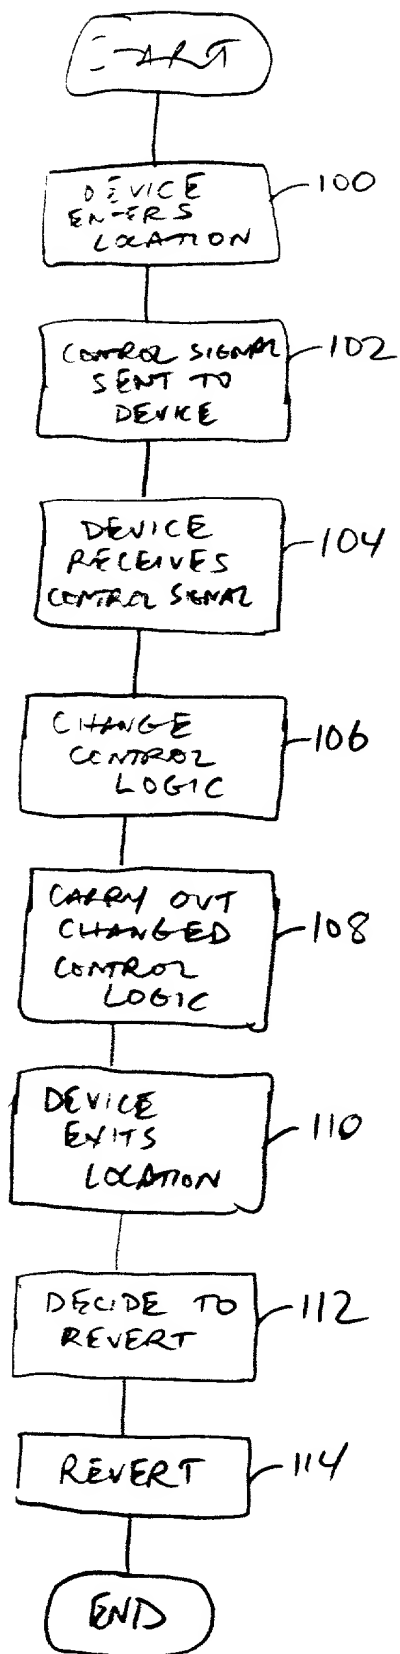 START
DEVICE
ENTERS
LOCATION
100
CONTROL SIGNAL
SENT TO
DEVICE
102
DEVICE
RECEIVES
CONTROL SIGNAL
104
CHANGE
CONTROL
LOGIC
106
CARRY OUT
CHANGED
CONTROL
LOGIC
108
DEVICE
EXITS
LOCATION
110
DECIDE TO
REVERT
112
REVERT
114
END